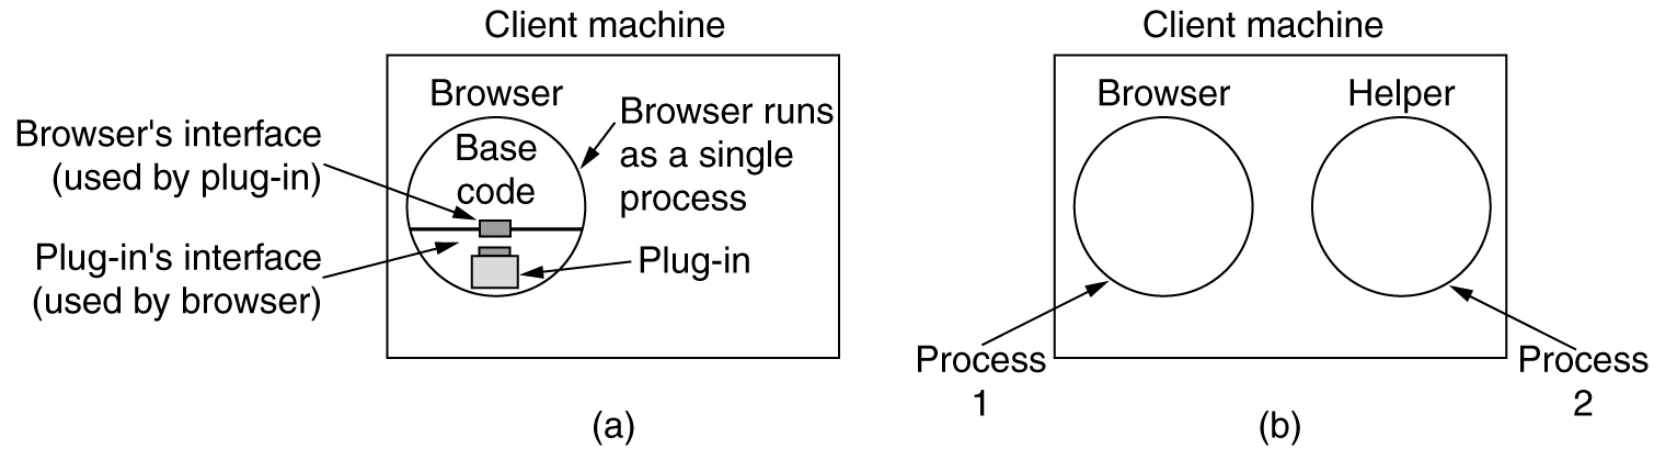 Client machine
Browser
Browser's interface
(used by plug-in)
Base
code
Browser runs
as a single
process
Plug-in's interface
(used by browser)
Plug-in
(a)
Client machine
Browser
Helper
Process
1
Process
2
(b)